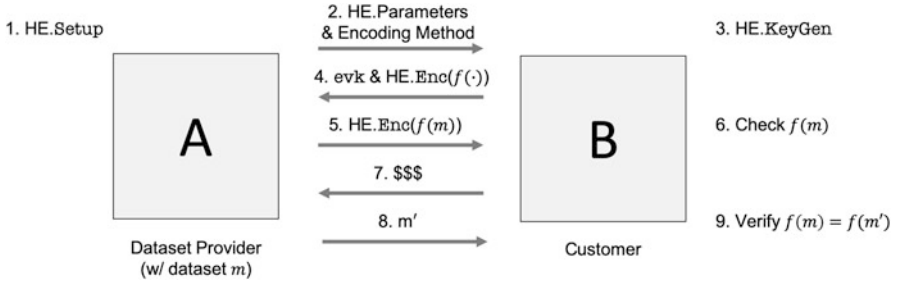 1. HE.Setup
2. HE.Parameters
& Encoding Method
3. HE.KeyGen
4. evk & HE.Enc(f(·))
A
5. HE.Enc(f(m))
B
6. Check f(m)
7. $$$
8. m′
9. Verify f(m) = f(m′)
Dataset Provider
(w/ dataset m)
Customer